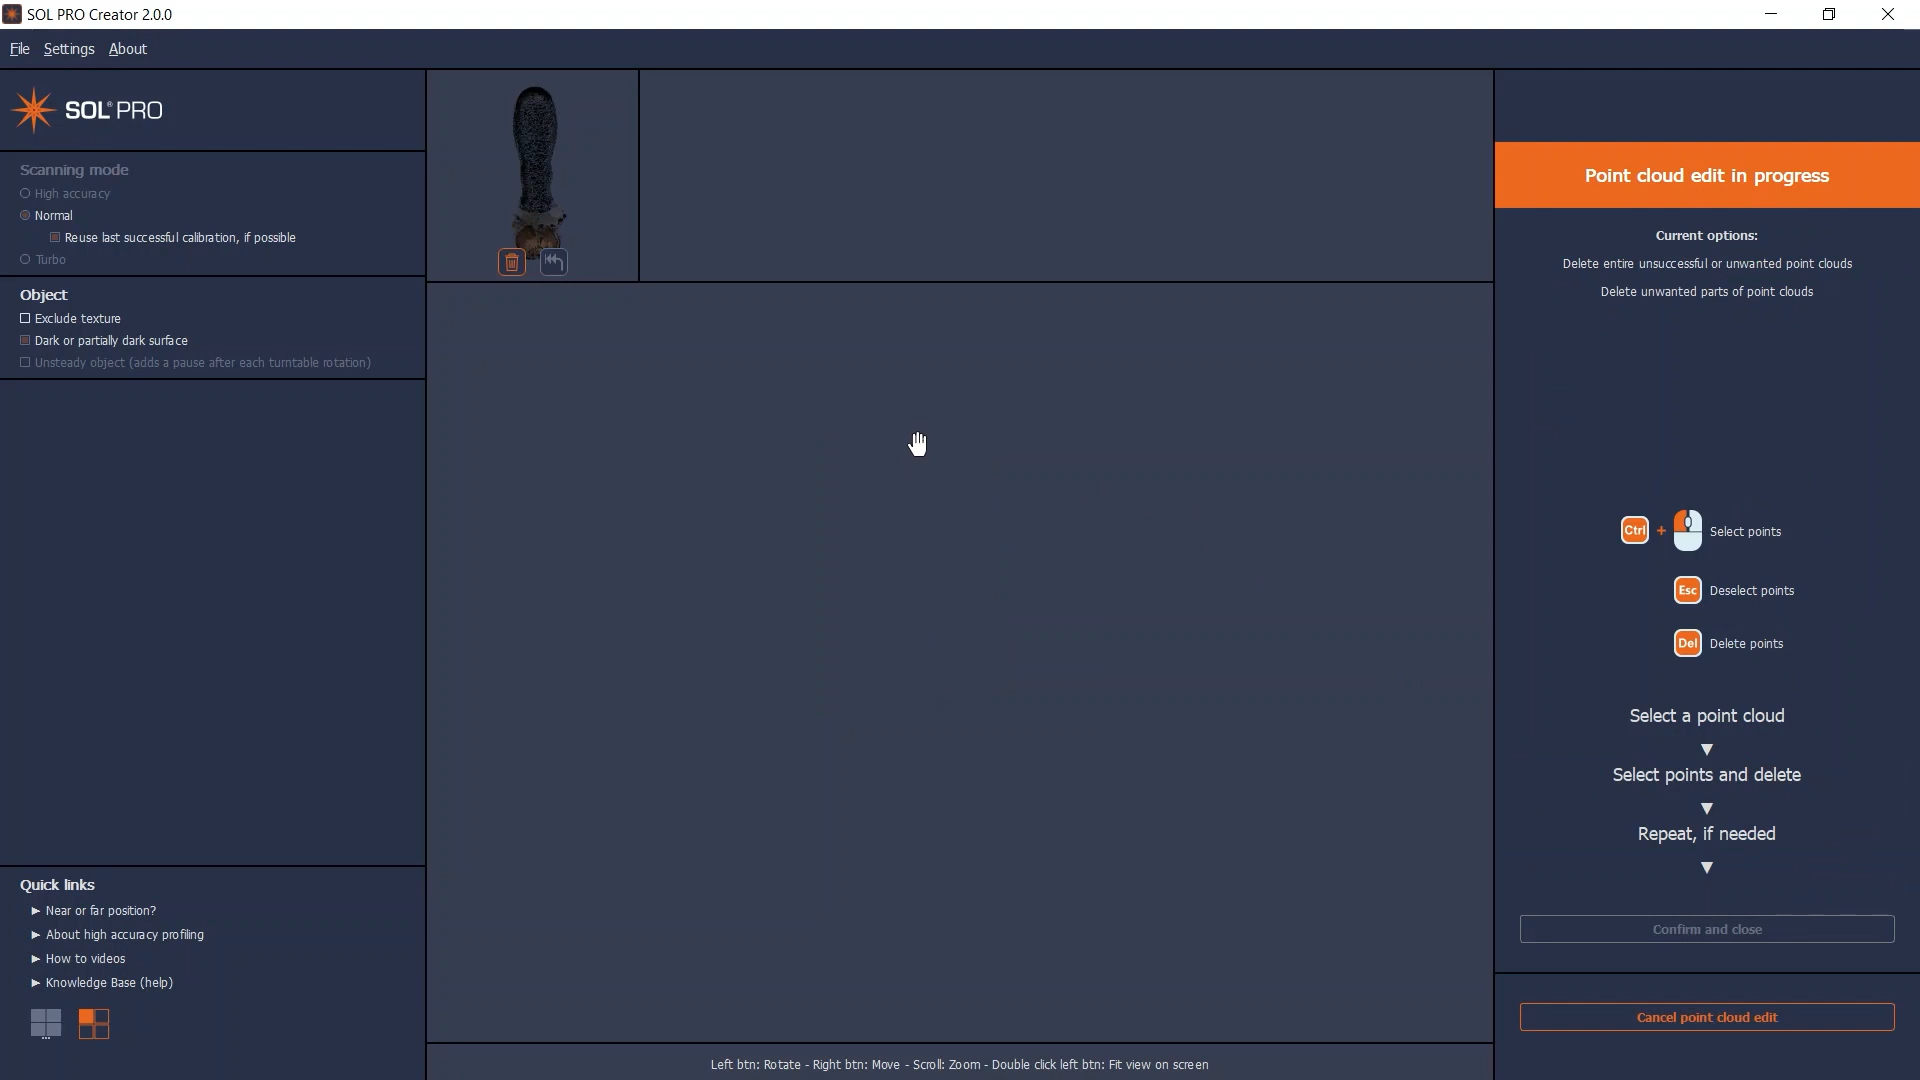 SOL PRO Creator 2.0.0
File Settings About
SOL® PRO
Scanning mode
High accuracy
Normal
Reuse last successful calibration, if possible
Turbo
Object
Exclude texture
Dark or partially dark surface
Unsteady object (adds a pause after each turntable rotation)
Quick links
► Near or far position?
► About high accuracy profiling
► How to videos
► Knowledge Base (help)
Left btn: Rotate - Right btn: Move - Scroll: Zoom - Double click left btn: Fit view on screen
Point cloud edit in progress
Current options:
Delete entire unsuccessful or unwanted point clouds
Delete unwanted parts of point clouds
Ctrl + Select points
Esc Deselect points
Del Delete points
Select a point cloud
▼
Select points and delete
▼
Repeat, if needed
▼
Confirm and close
Cancel point cloud edit